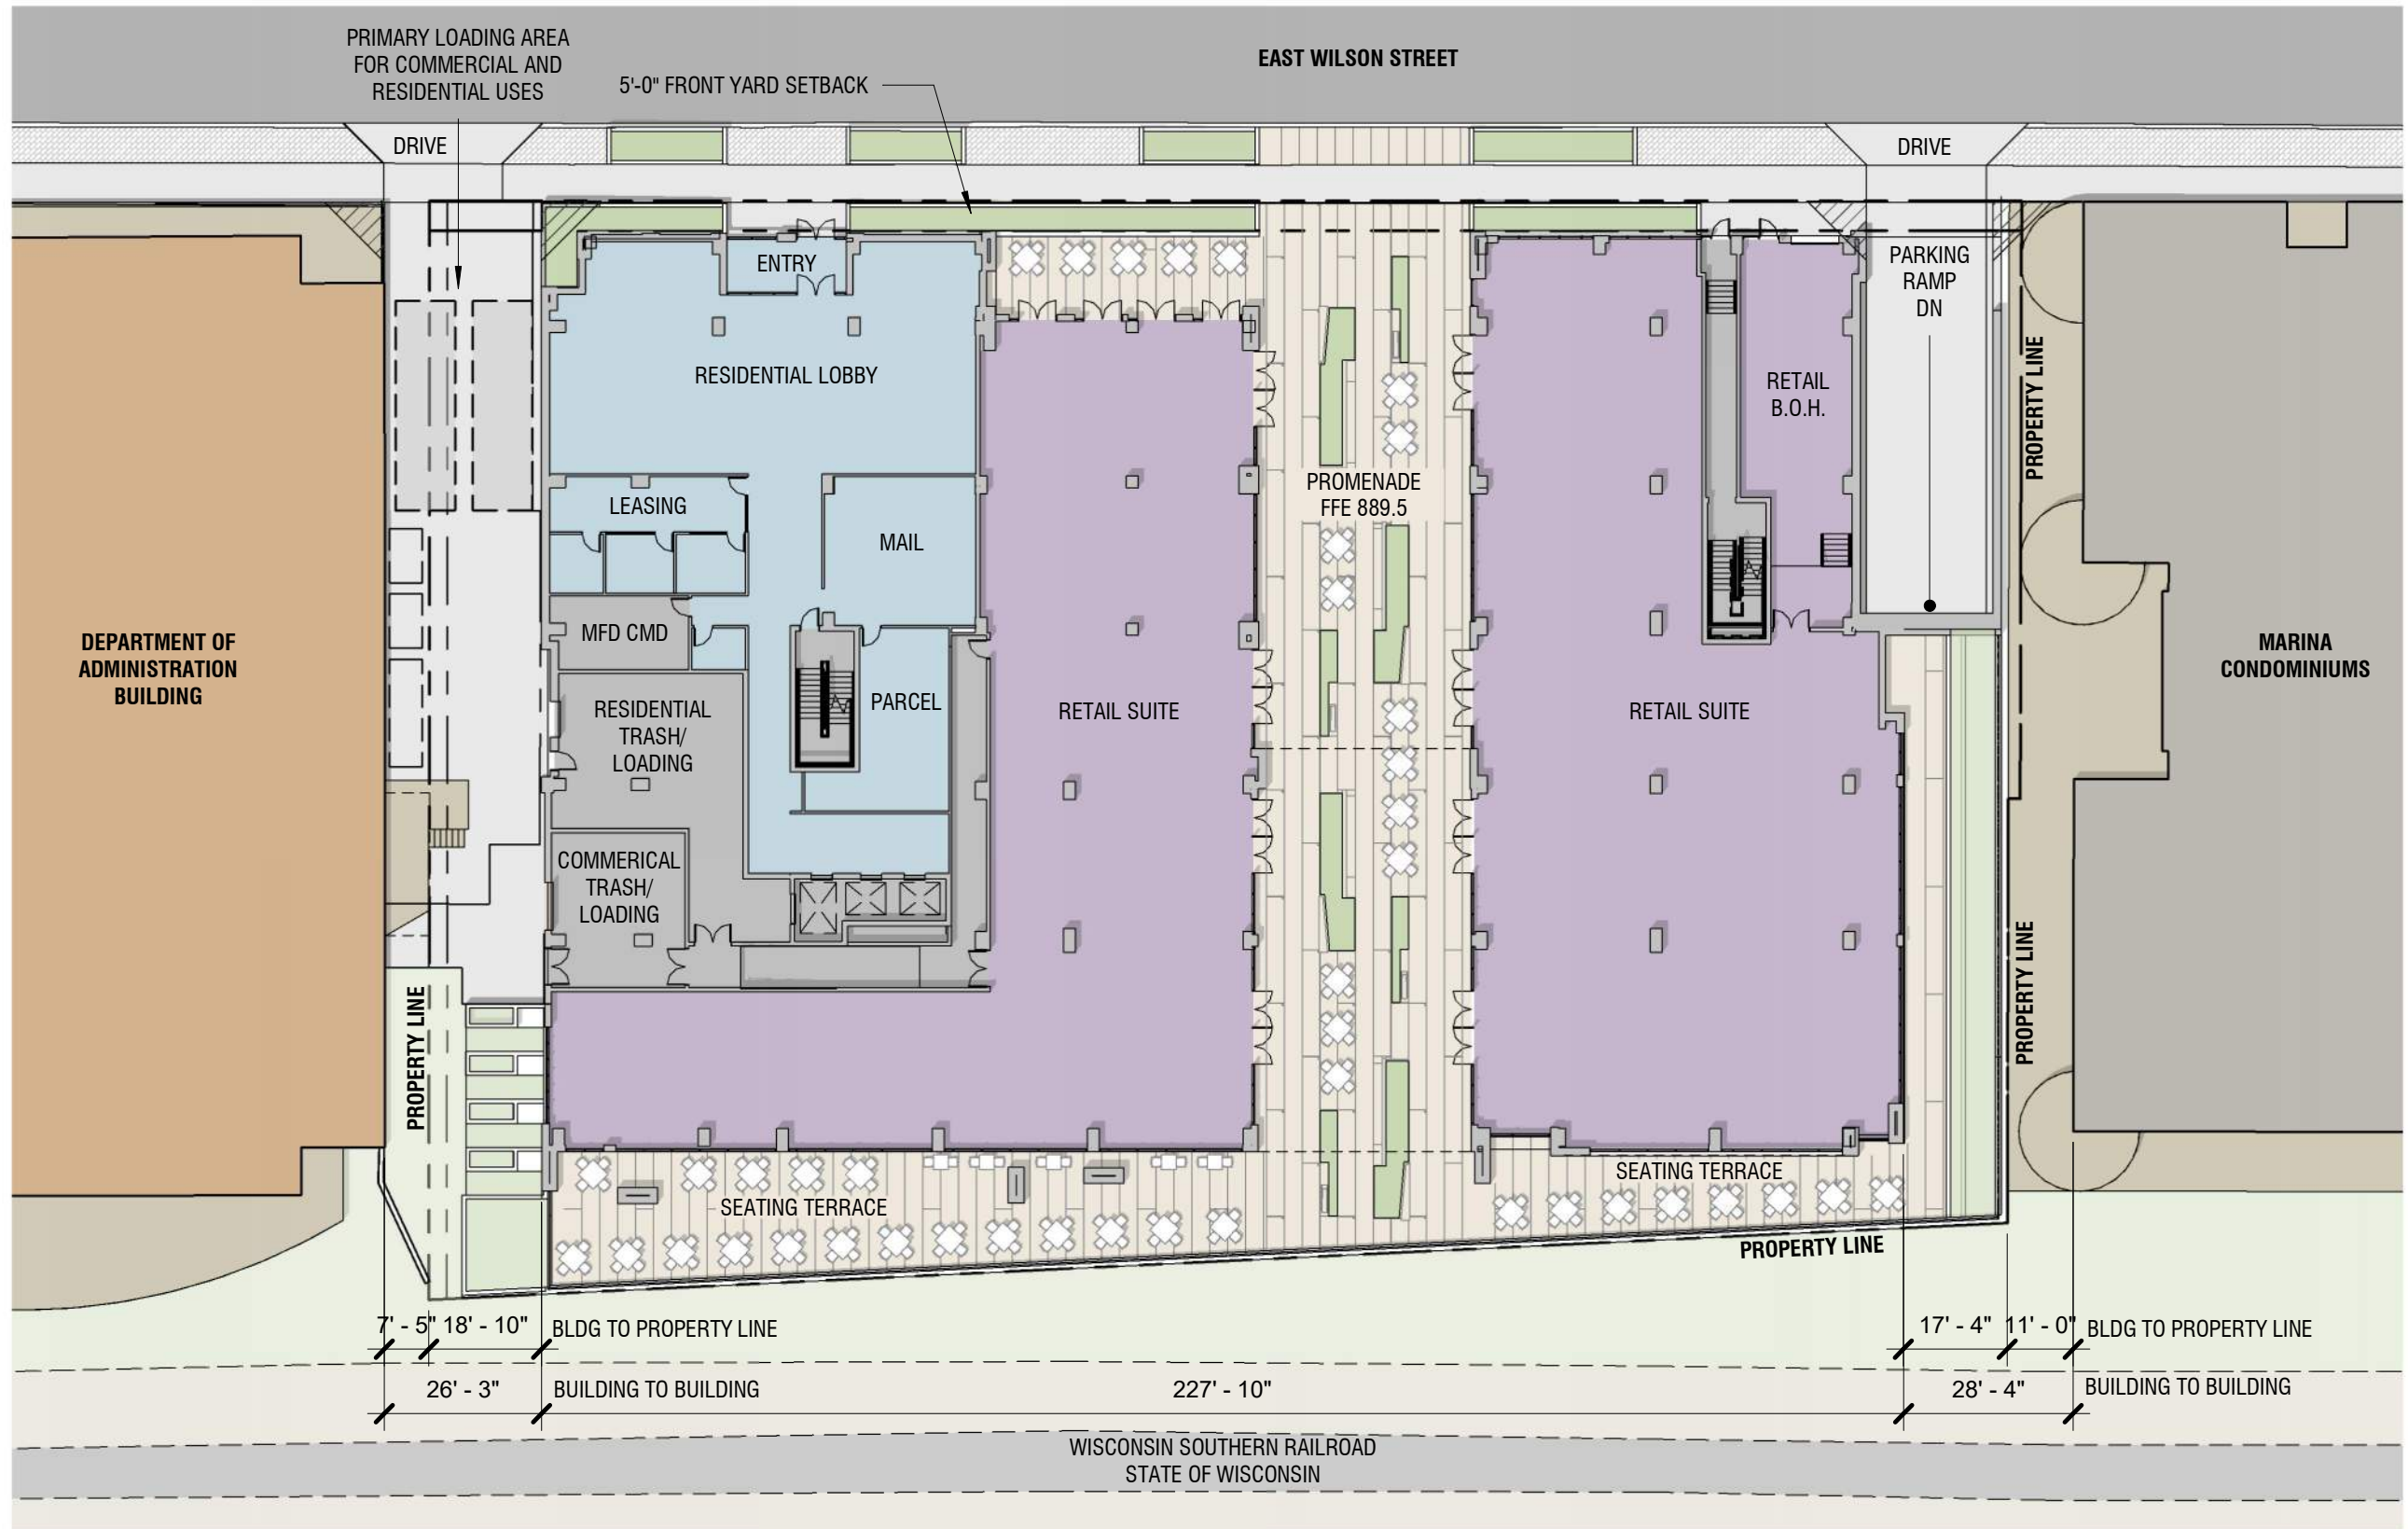 PRIMARY LOADING AREA
FOR COMMERCIAL AND
RESIDENTIAL USES
EAST WILSON STREET
5'-0" FRONT YARD SETBACK
DRIVE
DRIVE
ENTRY
PARKING
RAMP
DN
RESIDENTIAL LOBBY
RETAIL
B.O.H.
PROPERTY LINE
LEASING
PROMENADE
FFE 889.5
MAIL
MFD CMD
DEPARTMENT OF
ADMINISTRATION
BUILDING
MARINA
CONDOMINIUMS
RESIDENTIAL
TRASH/
LOADING
PARCEL
RETAIL SUITE
RETAIL SUITE
COMMERICAL
TRASH/
LOADING
PROPERTY LINE
PROPERTY LINE
SEATING TERRACE
SEATING TERRACE
PROPERTY LINE
7' - 5" 18' - 10" BLDG TO PROPERTY LINE
17' - 4" 11' - 0" BLDG TO PROPERTY LINE
26' - 3" BUILDING TO BUILDING
227' - 10"
28' - 4" BUILDING TO BUILDING
WISCONSIN SOUTHERN RAILROAD
STATE OF WISCONSIN